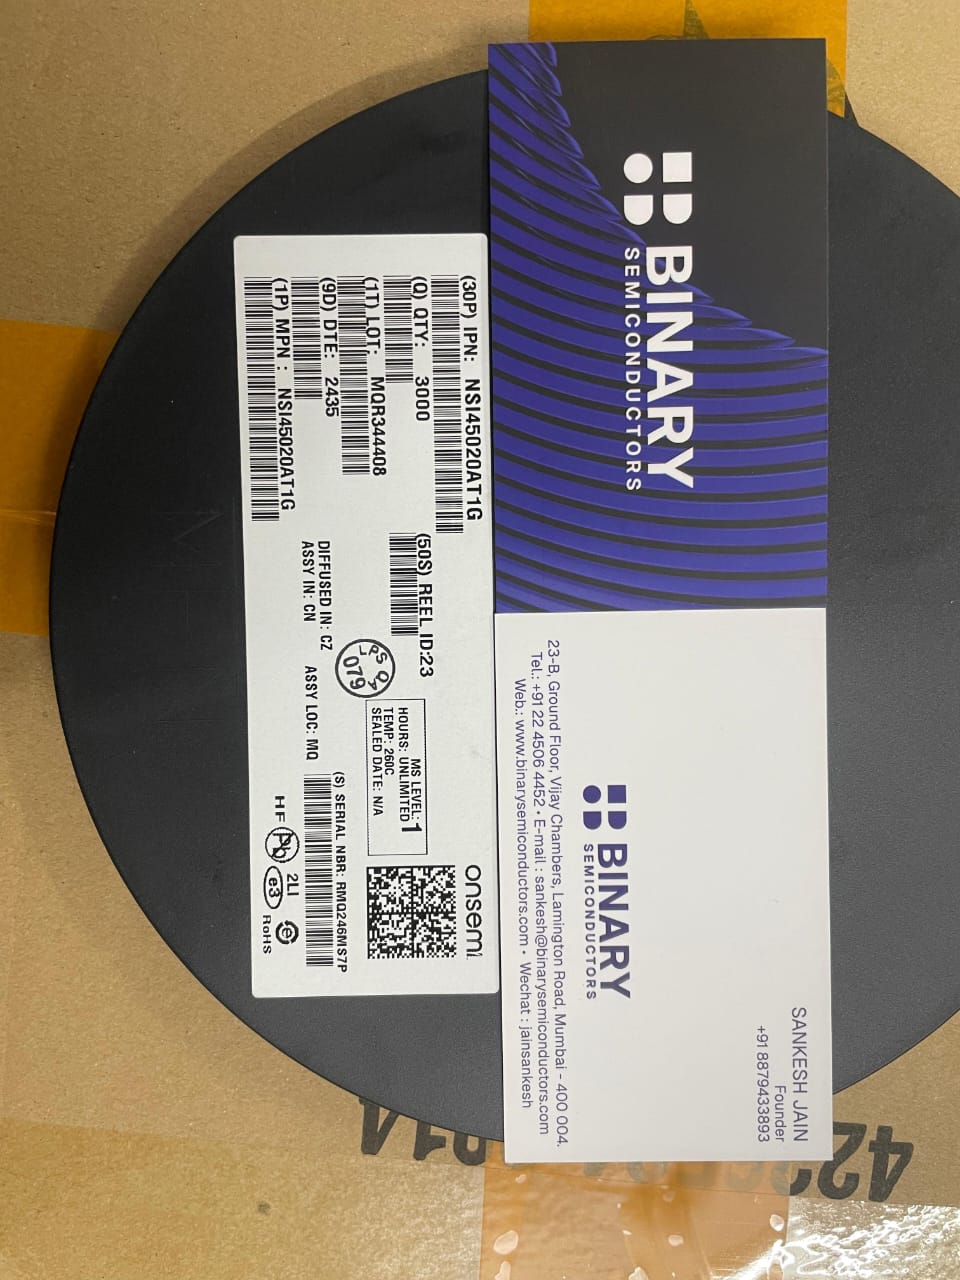 BINARY
SEMICONDUCTORS
SANKESH JAIN
Founder
+91 8879433893
BINARY
SEMICONDUCTORS
23-B, Ground Floor, Vijay Chambers, Lamington Road, Mumbai - 400 004.
Tel.: +91 22 4506 4452 • E-mail : sankesh@binarysemiconductors.com
Web.: www.binarysemiconductors.com • Wechat : jainsankesh
(30P) IPN: NSI45020AT1G
(Q) QTY: 3000
(1T) LOT: MQR344408
(9D) DTE: 2435
(1P) MPN : NSI45020AT1G
(50S) REEL ID:23
DIFFUSED IN: CZ
ASSY IN: CN ASSY LOC: MQ
079
MS LEVEL: 1
HOURS: UNLIMITED
TEMP: 260C
SEALED DATE: N/A
onsemi
(S) SERIAL NBR: RMQ246MS7P
2LI
HF Pb e3 e RoHS